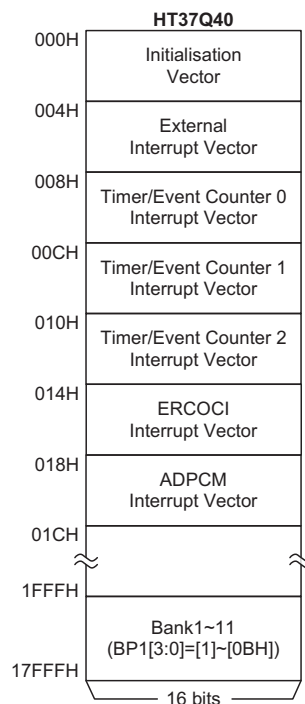 HT37Q40
000H
Initialisation
Vector
004H
External
Interrupt Vector
008H
Timer/Event Counter 0
Interrupt Vector
00CH
Timer/Event Counter 1
Interrupt Vector
010H
Timer/Event Counter 2
Interrupt Vector
014H
ERCOCI
Interrupt Vector
018H
ADPCM
Interrupt Vector
01CH
1FFFH
Bank1~11
(BP1[3:0]=[1]~[0BH])
17FFFH
16 bits